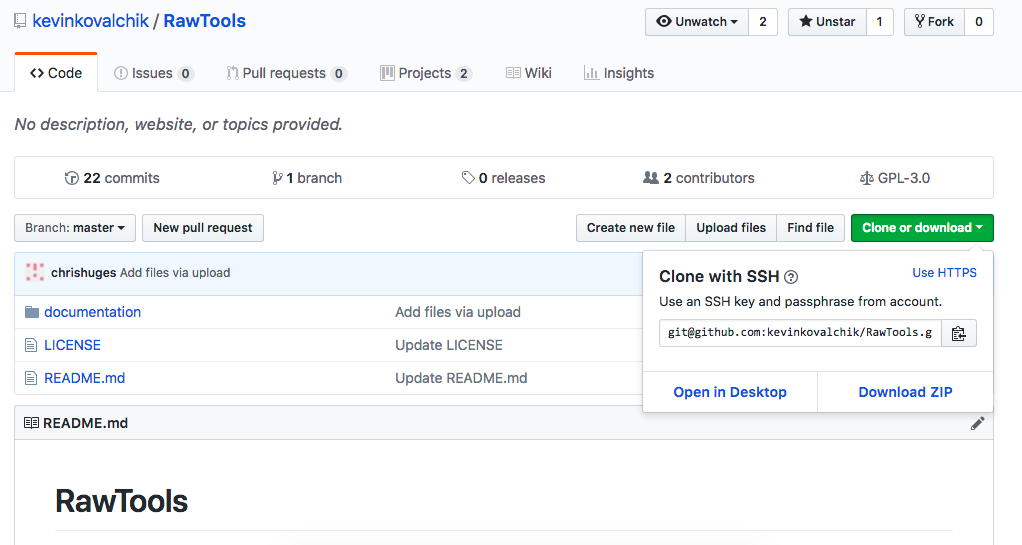 kevinkovalchik / RawTools Unwatch 2 Unstar 1 Fork 0
Code Issues 0 Pull requests 0 Projects 2 Wiki Insights
No description, website, or topics provided.
22 commits 1 branch 0 releases 2 contributors GPL-3.0
Branch: master New pull request Create new file Upload files Find file Clone or download
chrishuges Add files via upload
documentation Add files via upload
LICENSE Update LICENSE
README.md Update README.md
Clone with SSH ? Use HTTPS
Use an SSH key and passphrase from account.
git@github.com:kevinkovalchik/RawTools.g
Open in Desktop Download ZIP
README.md
RawTools